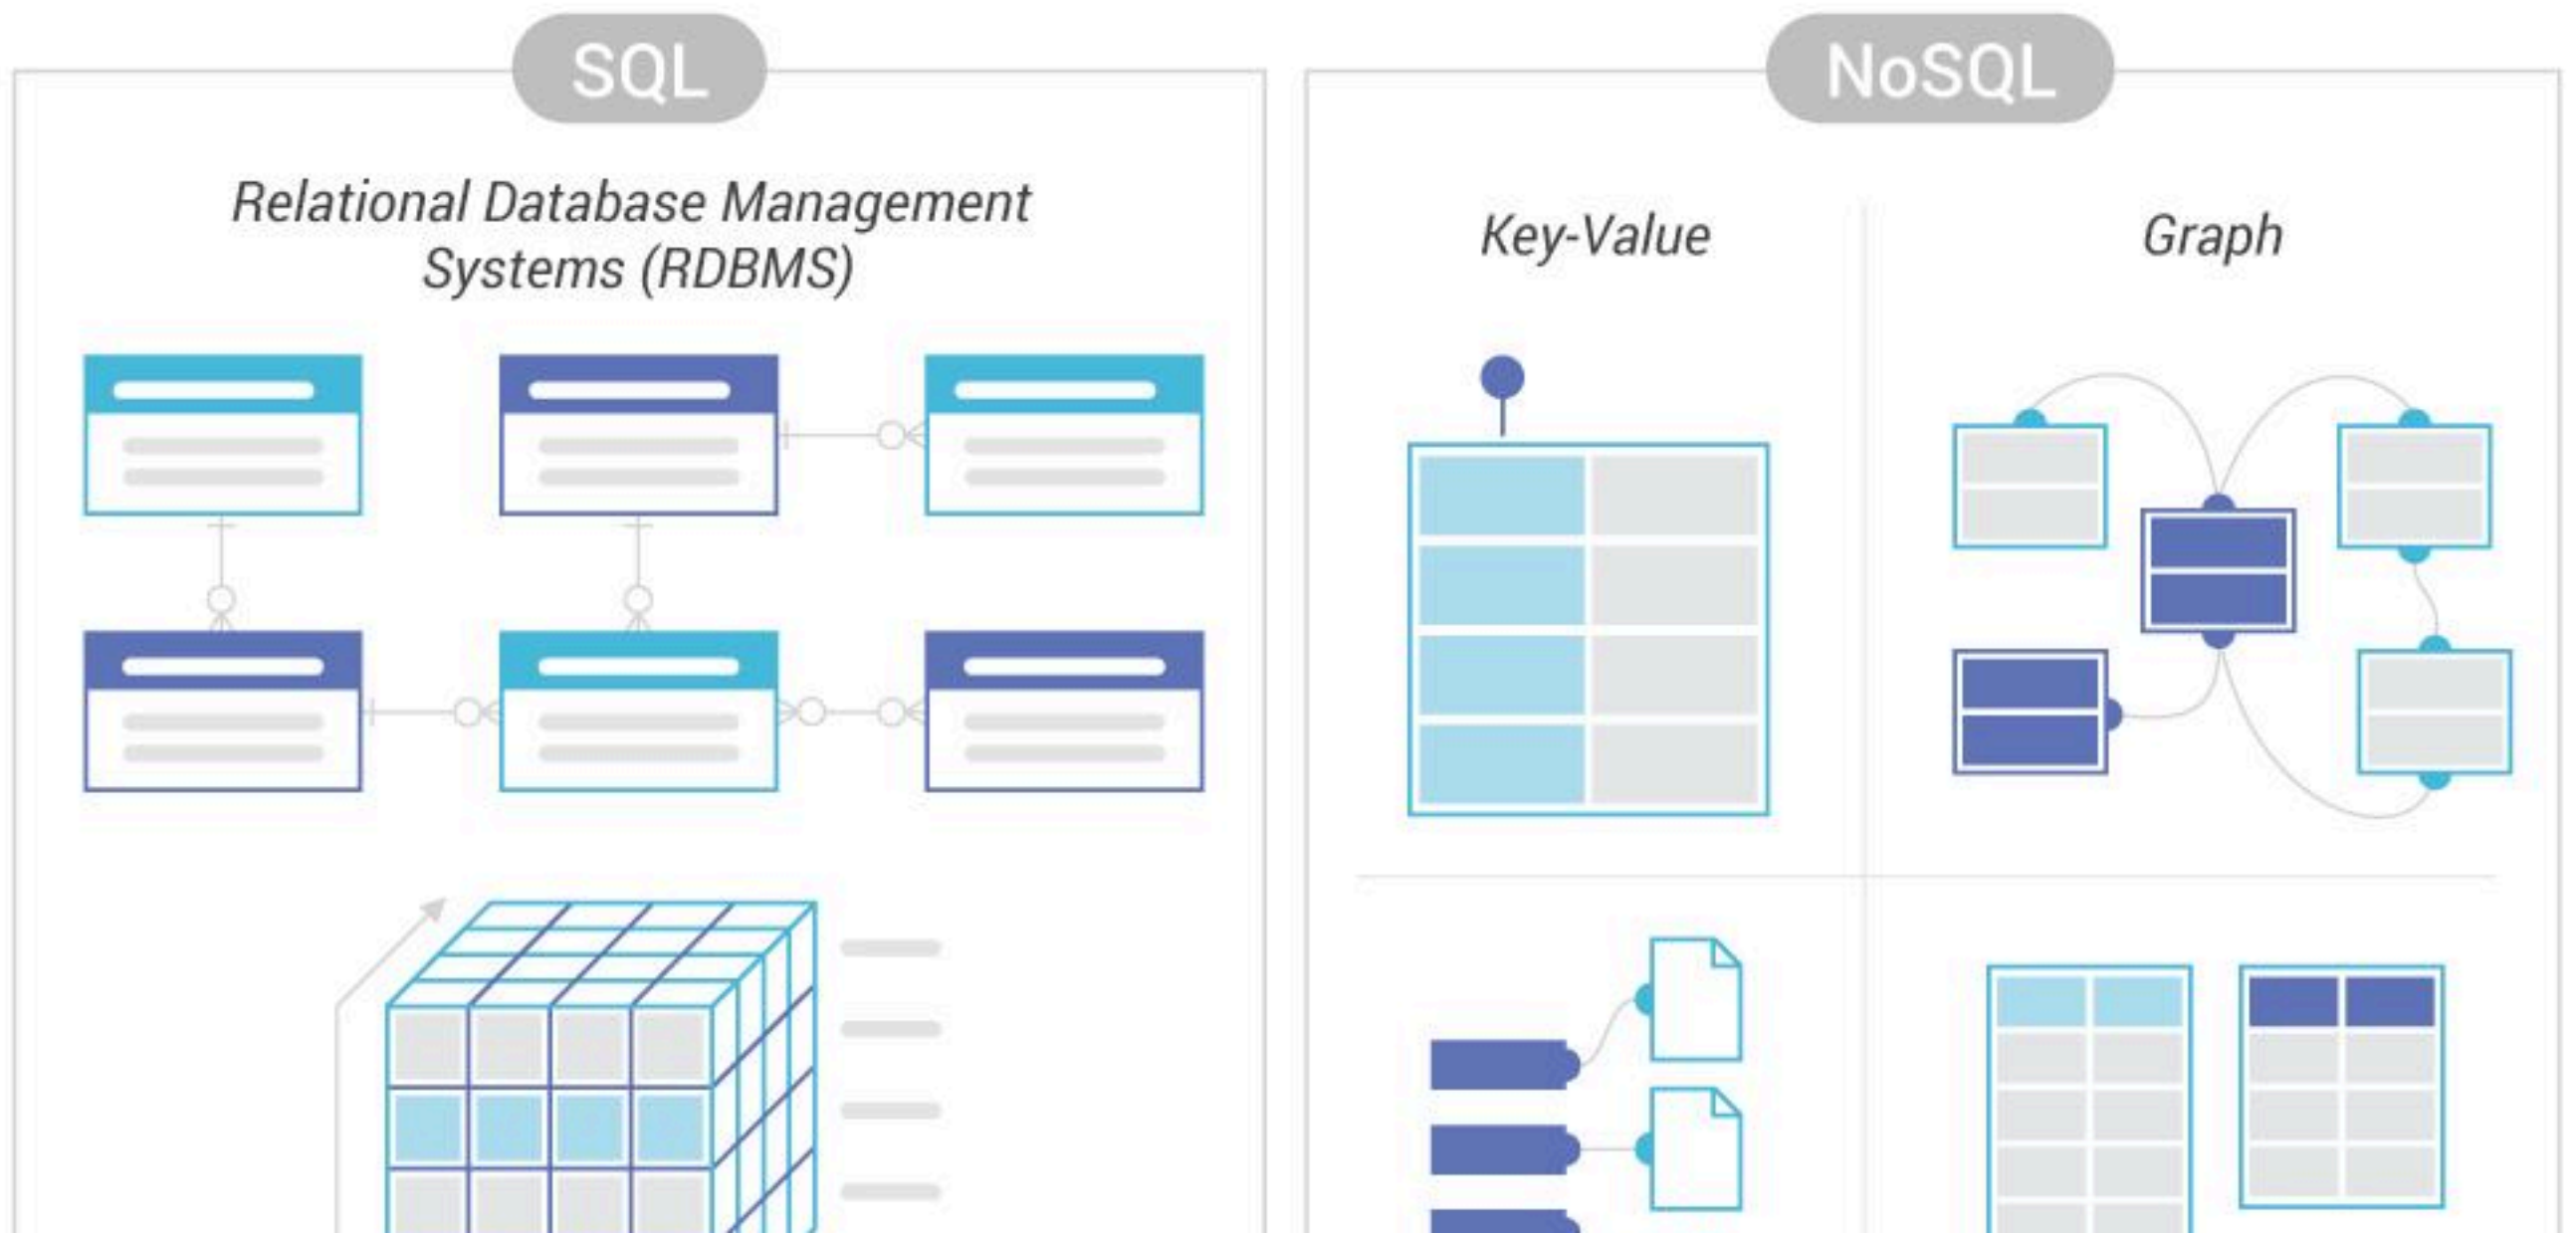 SQL
Relational Database Management
Systems (RDBMS)
NoSQL
Key-Value
Graph